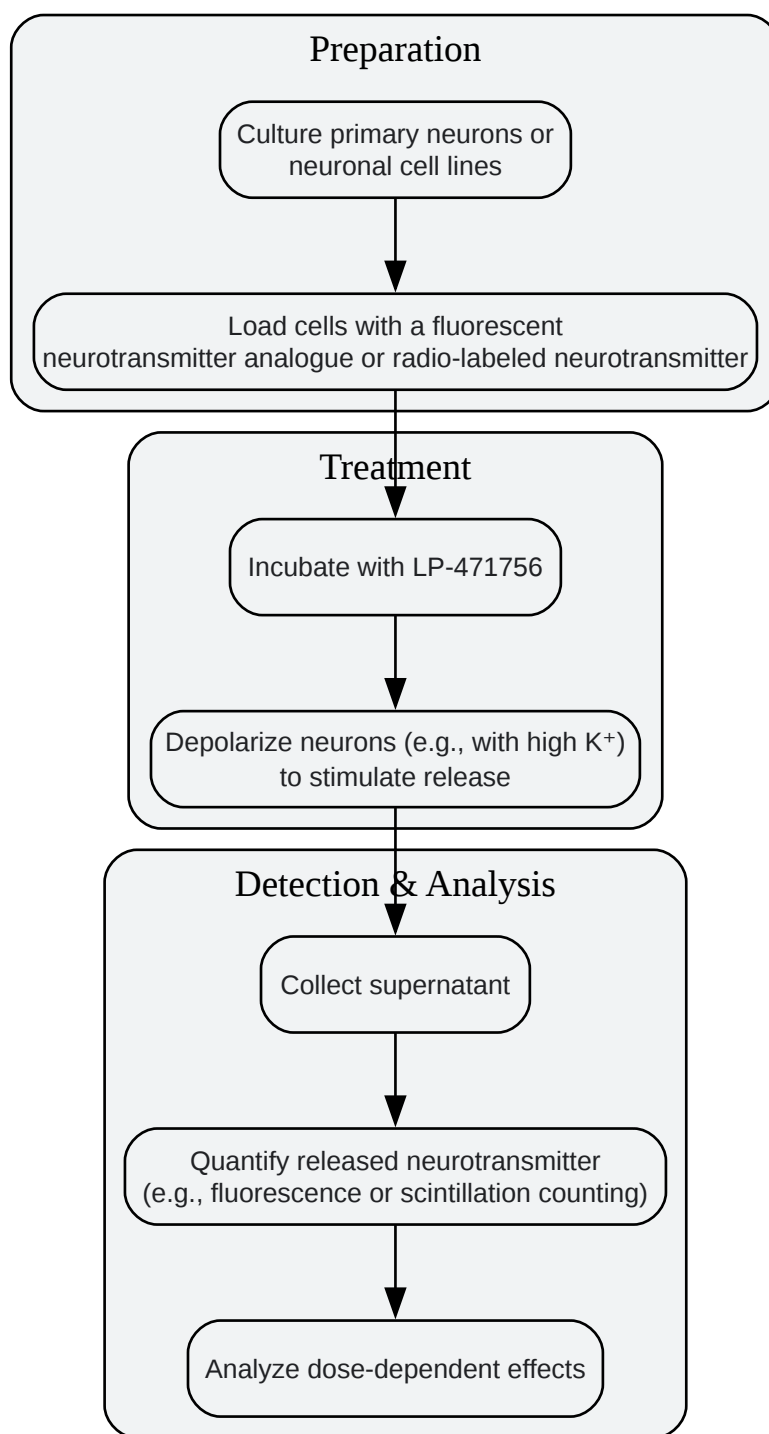 Preparation
Culture primary neurons or
neuronal cell lines
Load cells with a fluorescent
neurotransmitter analogue or radio-labeled neurotransmitter
Treatment
Incubate with LP-471756
Depolarize neurons (e.g., with high K⁺)
to stimulate release
Detection & Analysis
Collect supernatant
Quantify released neurotransmitter
(e.g., fluorescence or scintillation counting)
Analyze dose-dependent effects